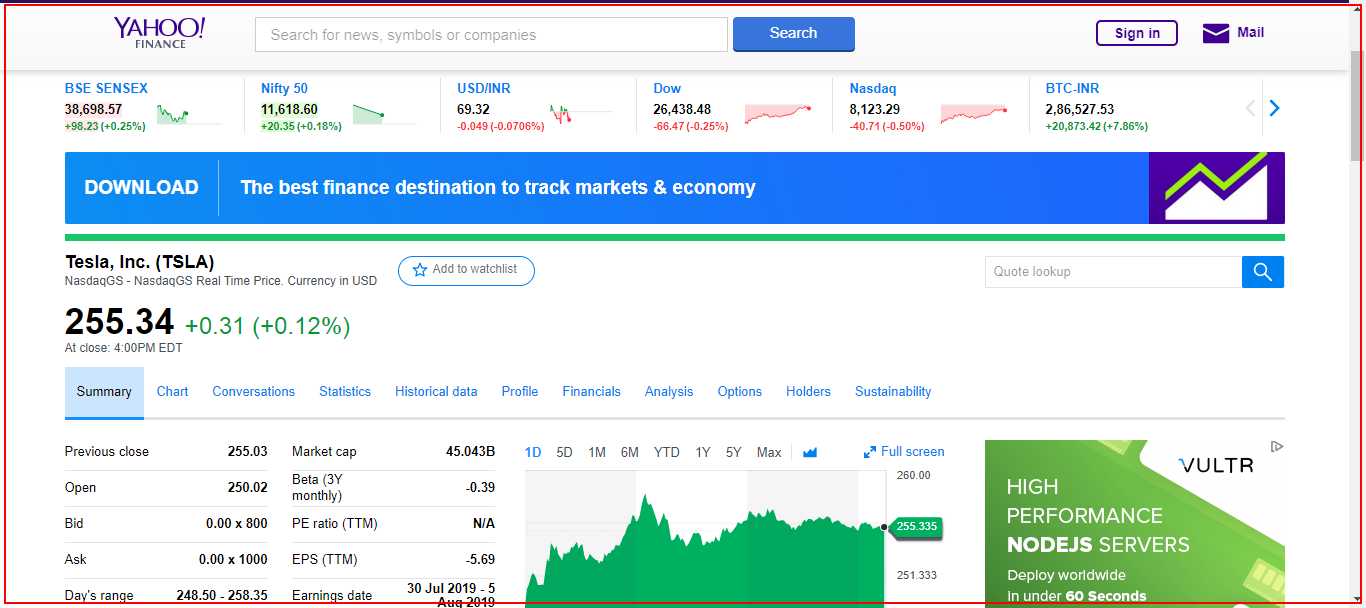 YAHOO!
FINANCE
Search for news, symbols or companies
Search
Sign in
Mail
BSE SENSEX
38,698.57
+98.23 (+0.25%)
Nifty 50
11,618.60
+20.35 (+0.18%)
USD/INR
69.32
-0.049 (-0.0706%)
Dow
26,438.48
-66.47 (-0.25%)
Nasdaq
8,123.29
-40.71 (-0.50%)
BTC-INR
2,86,527.53
+20,873.42 (+7.86%)
DOWNLOAD
The best finance destination to track markets & economy
Tesla, Inc. (TSLA)
NasdaqGS - NasdaqGS Real Time Price. Currency in USD
Add to watchlist
Quote lookup
255.34 +0.31 (+0.12%)
At close: 4:00PM EDT
Summary Chart Conversations Statistics Historical data Profile Financials Analysis Options Holders Sustainability
Previous close 255.03
Open 250.02
Bid 0.00 x 800
Ask 0.00 x 1000
Day's range 248.50 - 258.35
Market cap 45.043B
Beta (3Y
monthly) -0.39
PE ratio (TTM) N/A
EPS (TTM) -5.69
Earnings date 30 Jul 2019 - 5
Aug 2019
1D 5D 1M 6M YTD 1Y 5Y Max Full screen
260.00
255.335
251.333
VULTR
HIGH
PERFORMANCE
NODEJS SERVERS
Deploy worldwide
In under 60 Seconds